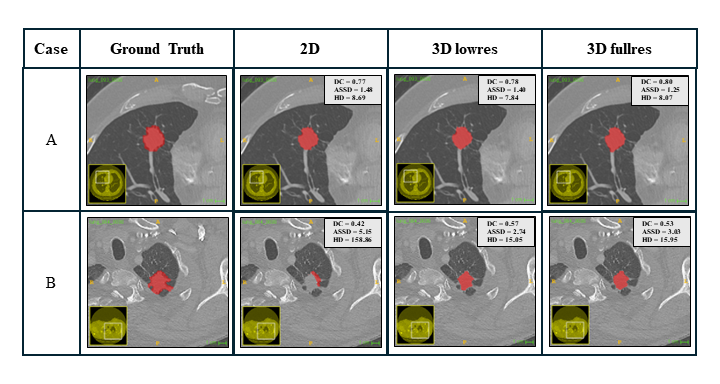 Case Ground Truth 2D 3D lowres 3D fullres
A
DC = 0.77
ASSD = 1.48
HD = 8.69
DC = 0.78
ASSD = 1.40
HD = 7.84
DC = 0.80
ASSD = 1.25
HD = 8.07
B
DC = 0.42
ASSD = 5.15
HD = 158.86
DC = 0.57
ASSD = 2.74
HD = 15.05
DC = 0.53
ASSD = 3.03
HD = 15.95